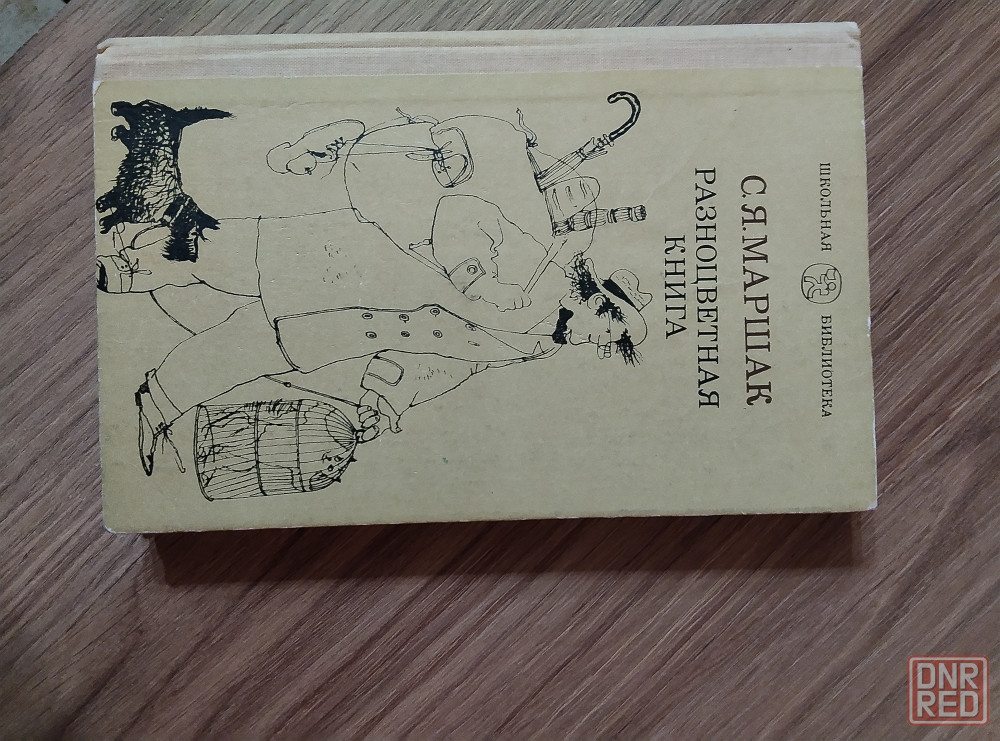 ШКОЛЬНАЯ БИБЛИОТЕКА
С.Я.МАРШАК
РАЗНОЦВЕТНАЯ
КНИГА
DNR
RED